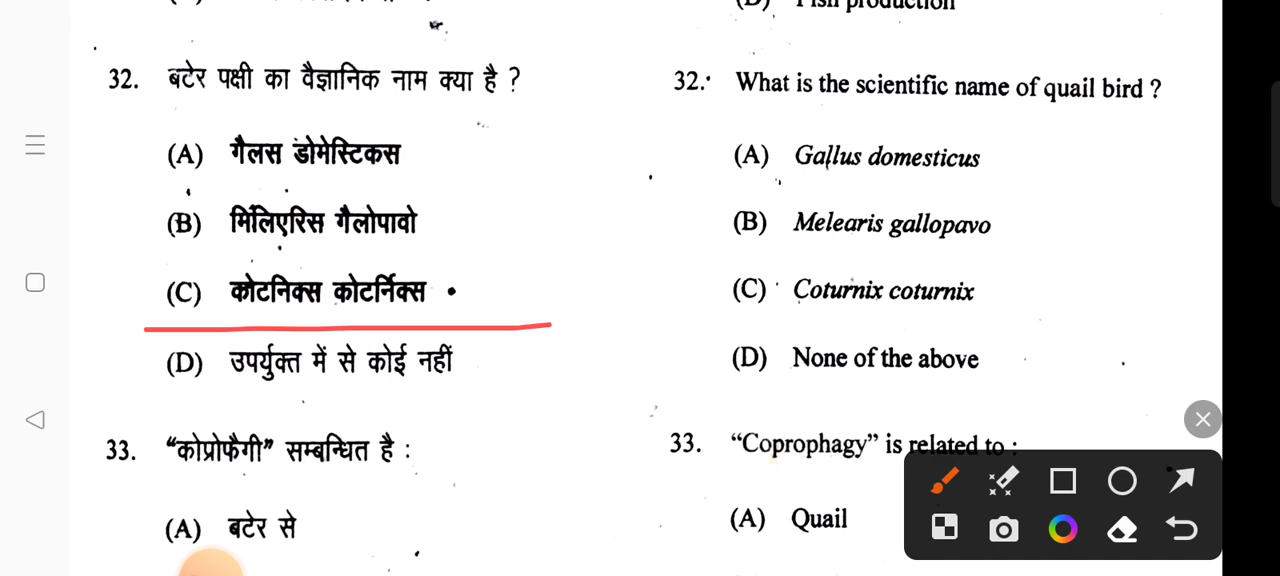 (D) Fish production
32. बटेर पक्षी का वैज्ञानिक नाम क्या है ?
(A) गैलस डोमेस्टिकस
(B) मिलिएरिस गैलोपावो
(C) कोटनिक्स कोटर्निक्स
(D) उपर्युक्त में से कोई नहीं
33. “कोप्रोफैगी” सम्बन्धित है :
(A) बटेर से
32. What is the scientific name of quail bird ?
(A) Gallus domesticus
(B) Melearis gallopavo
(C) Coturnix coturnix
(D) None of the above
33. “Coprophagy” is related to :
(A) Quail